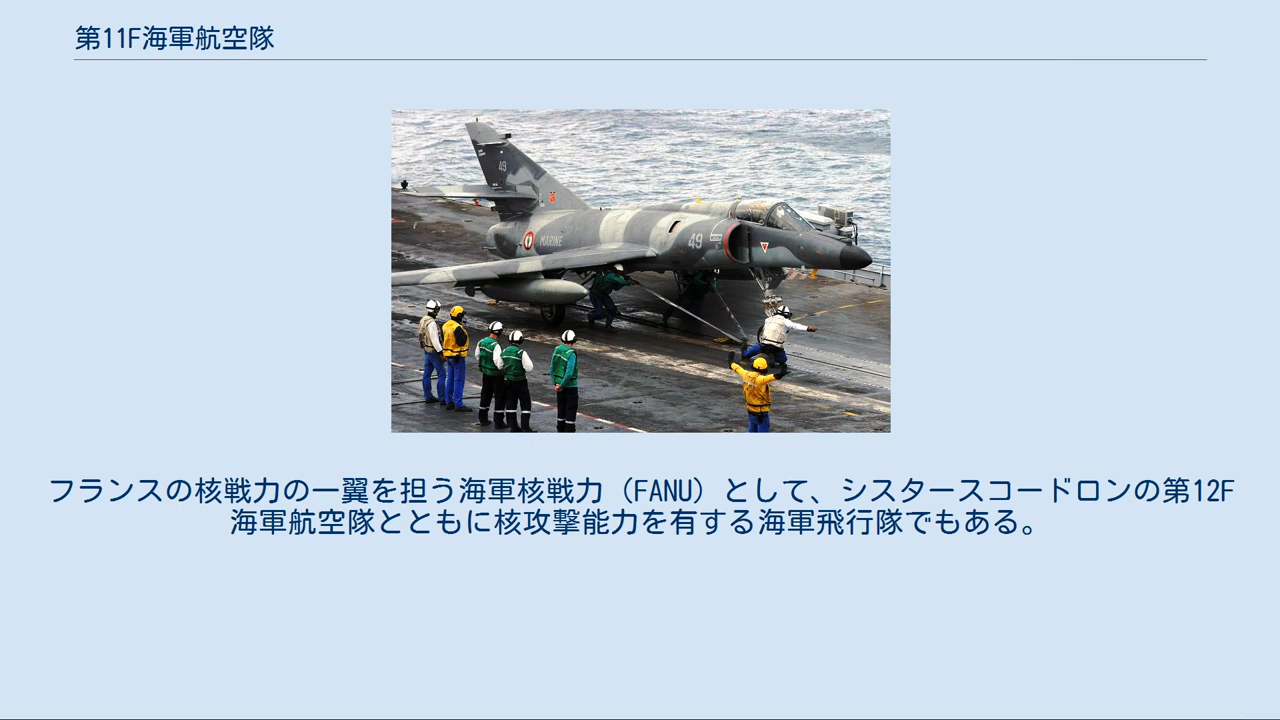 第11F海軍航空隊
49
MARINE
49
フランスの核戦力の一翼を担う海軍核戦力（FANU）として、シスタースコードロンの第12F
海軍航空隊とともに核攻撃能力を有する海軍飛行隊でもある。